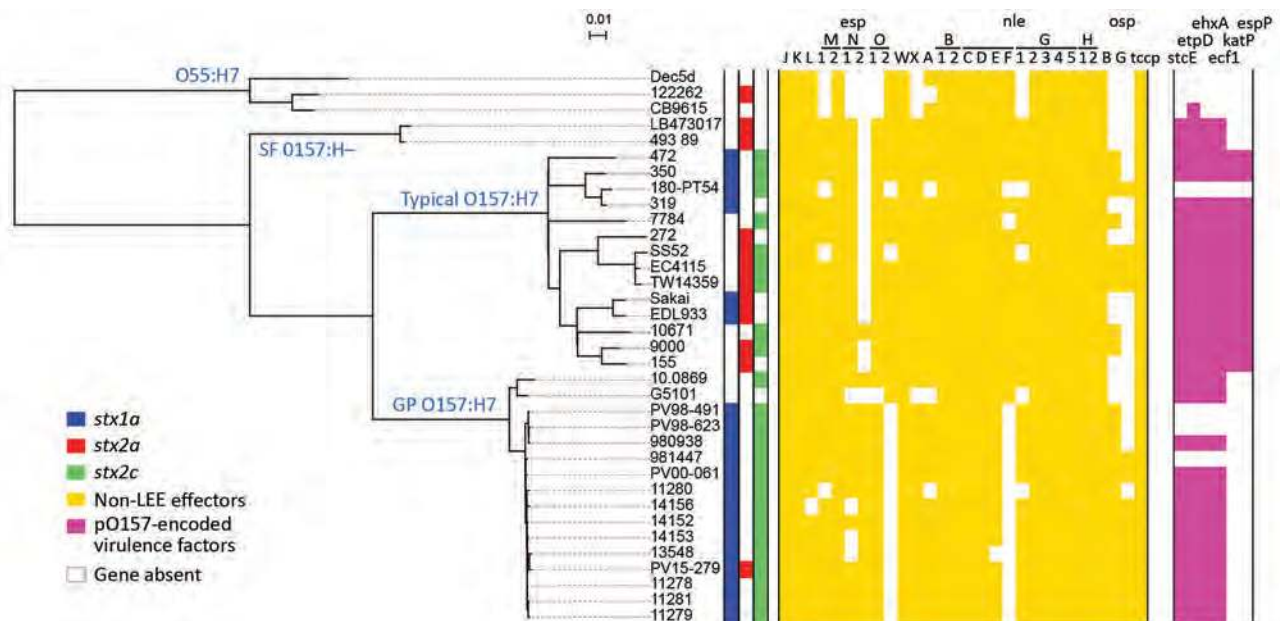 0.01
esp nle osp ehxA espP
M N O B G H etpD katP
J K L 1 2 1 2 1 2 W X A 1 2 C D E F 1 2 3 4 5 1 2 B G tccp stcE ecf1
O55:H7
SF 0157:H–
Typical O157:H7
GP O157:H7
Dec5d
122262
CB9615
LB473017
493 89
472
350
180-PT54
319
7784
272
SS52
EC4115
TW14359
Sakai
EDL933
10671
9000
155
10.0869
G5101
PV98-491
PV98-623
980938
981447
PV00-061
11280
14156
14152
14153
13548
PV15-279
11278
11281
11279
stx1a
stx2a
stx2c
Non-LEE effectors
pO157-encoded
virulence factors
Gene absent